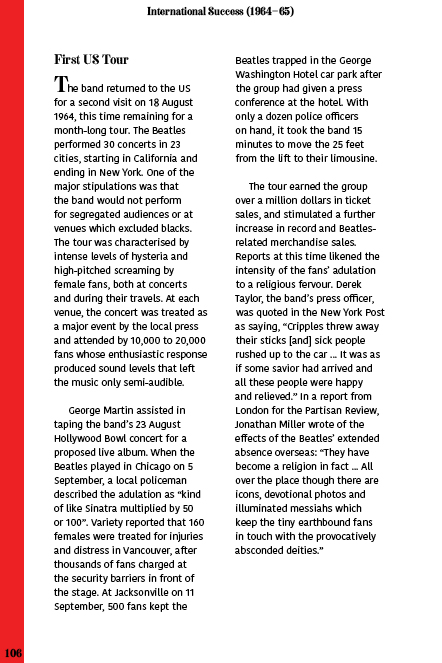 International Success (1964–65)
First US Tour
The band returned to the US
for a second visit on 18 August
1964, this time remaining for a
month-long tour. The Beatles
performed 30 concerts in 23
cities, starting in California and
ending in New York. One of the
major stipulations was that
the band would not perform
for segregated audiences or at
venues which excluded blacks.
The tour was characterised by
intense levels of hysteria and
high-pitched screaming by
female fans, both at concerts
and during their travels. At each
venue, the concert was treated as
a major event by the local press
and attended by 10,000 to 20,000
fans whose enthusiastic response
produced sound levels that left
the music only semi-audible.
George Martin assisted in
taping the band’s 23 August
Hollywood Bowl concert for a
proposed live album. When the
Beatles played in Chicago on 5
September, a local policeman
described the adulation as “kind
of like Sinatra multiplied by 50
or 100”. Variety reported that 160
females were treated for injuries
and distress in Vancouver, after
thousands of fans charged at
the security barriers in front of
the stage. At Jacksonville on 11
September, 500 fans kept the
Beatles trapped in the George
Washington Hotel car park after
the group had given a press
conference at the hotel. With
only a dozen police officers
on hand, it took the band 15
minutes to move the 25 feet
from the lift to their limousine.
The tour earned the group
over a million dollars in ticket
sales, and stimulated a further
increase in record and Beatles-
related merchandise sales.
Reports at this time likened the
intensity of the fans’ adulation
to a religious fervour. Derek
Taylor, the band’s press officer,
was quoted in the New York Post
as saying, “Cripples threw away
their sticks [and] sick people
rushed up to the car ... It was as
if some savior had arrived and
all these people were happy
and relieved.” In a report from
London for the Partisan Review,
Jonathan Miller wrote of the
effects of the Beatles’ extended
absence overseas: “They have
become a religion in fact ... All
over the place though there are
icons, devotional photos and
illuminated messiahs which
keep the tiny earthbound fans
in touch with the provocatively
absconded deities.”
106